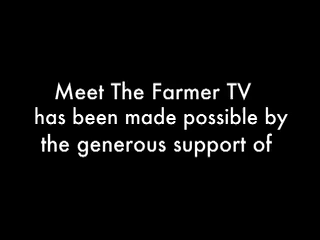 Meet The Farmer TV
has been made possible by
the generous support of